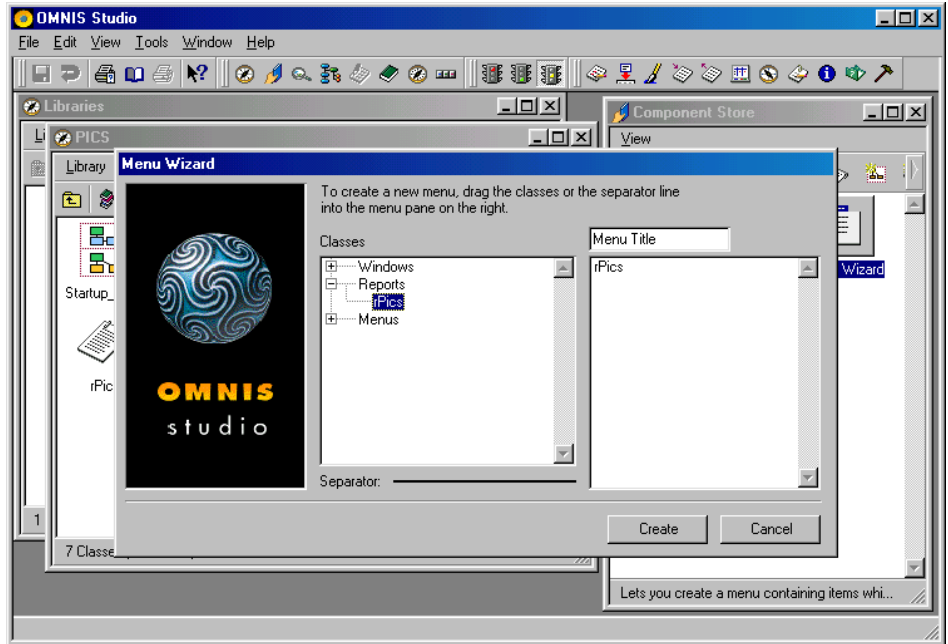 OMNIS Studio
File Edit View Tools Window Help
Libraries
Component Store
Li
PICS
View
Library
Menu Wizard
To create a new menu, drag the classes or the separator line
into the menu pane on the right.
Classes
Menu Title
Windows
Reports
rPics
Menus
rPics
Wizard
Startup_
rPic
OMNIS
studio
Separator:
1
Create Cancel
7 Classe
Lets you create a menu containing items whi...